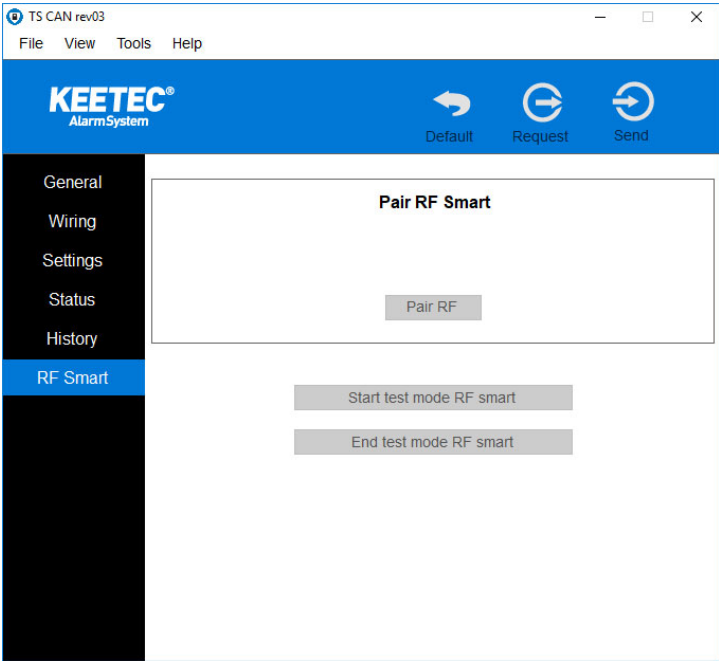 TS CAN rev03
File View Tools Help
KEETEC®
AlarmSystem
Default Request Send
General
Wiring
Settings
Status
History
RF Smart
Pair RF Smart
Pair RF
Start test mode RF smart
End test mode RF smart